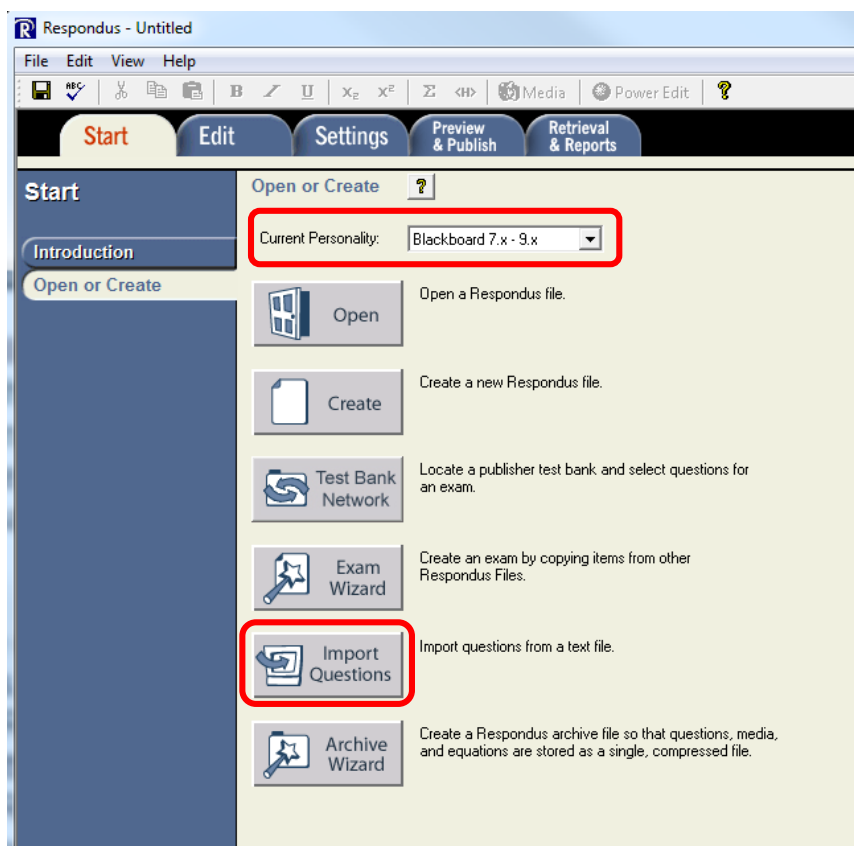 Respondus - Untitled
File Edit View Help
ABC B I U X₂ X² Σ <H> Media Power Edit ?
Start Edit Settings Preview & Publish Retrieval & Reports
Start
Introduction
Open or Create
Open or Create ?
Current Personality: Blackboard 7.x - 9.x
Open
Open a Respondus file.
Create
Create a new Respondus file.
Test Bank
Network
Locate a publisher test bank and select questions for
an exam.
Exam
Wizard
Create an exam by copying items from other
Respondus Files.
Import
Questions
Import questions from a text file.
Archive
Wizard
Create a Respondus archive file so that questions, media,
and equations are stored as a single, compressed file.